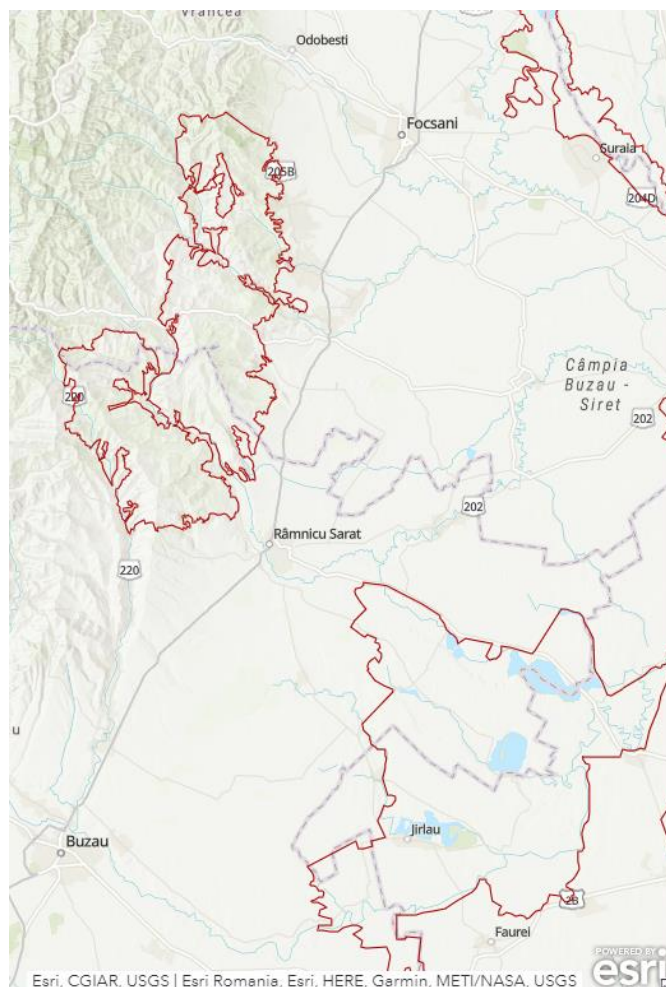 Vrancea
Odobesti
Focsani
Suraia
205B
204D
Câmpia
Buzau -
Siret
220
202
202
Râmnicu Sarat
220
u
Jirlau
Buzau
2B
Faurei
POWERED BY
esri
Esri, CGIAR, USGS | Esri Romania, Esri, HERE, Garmin, METI/NASA, USGS